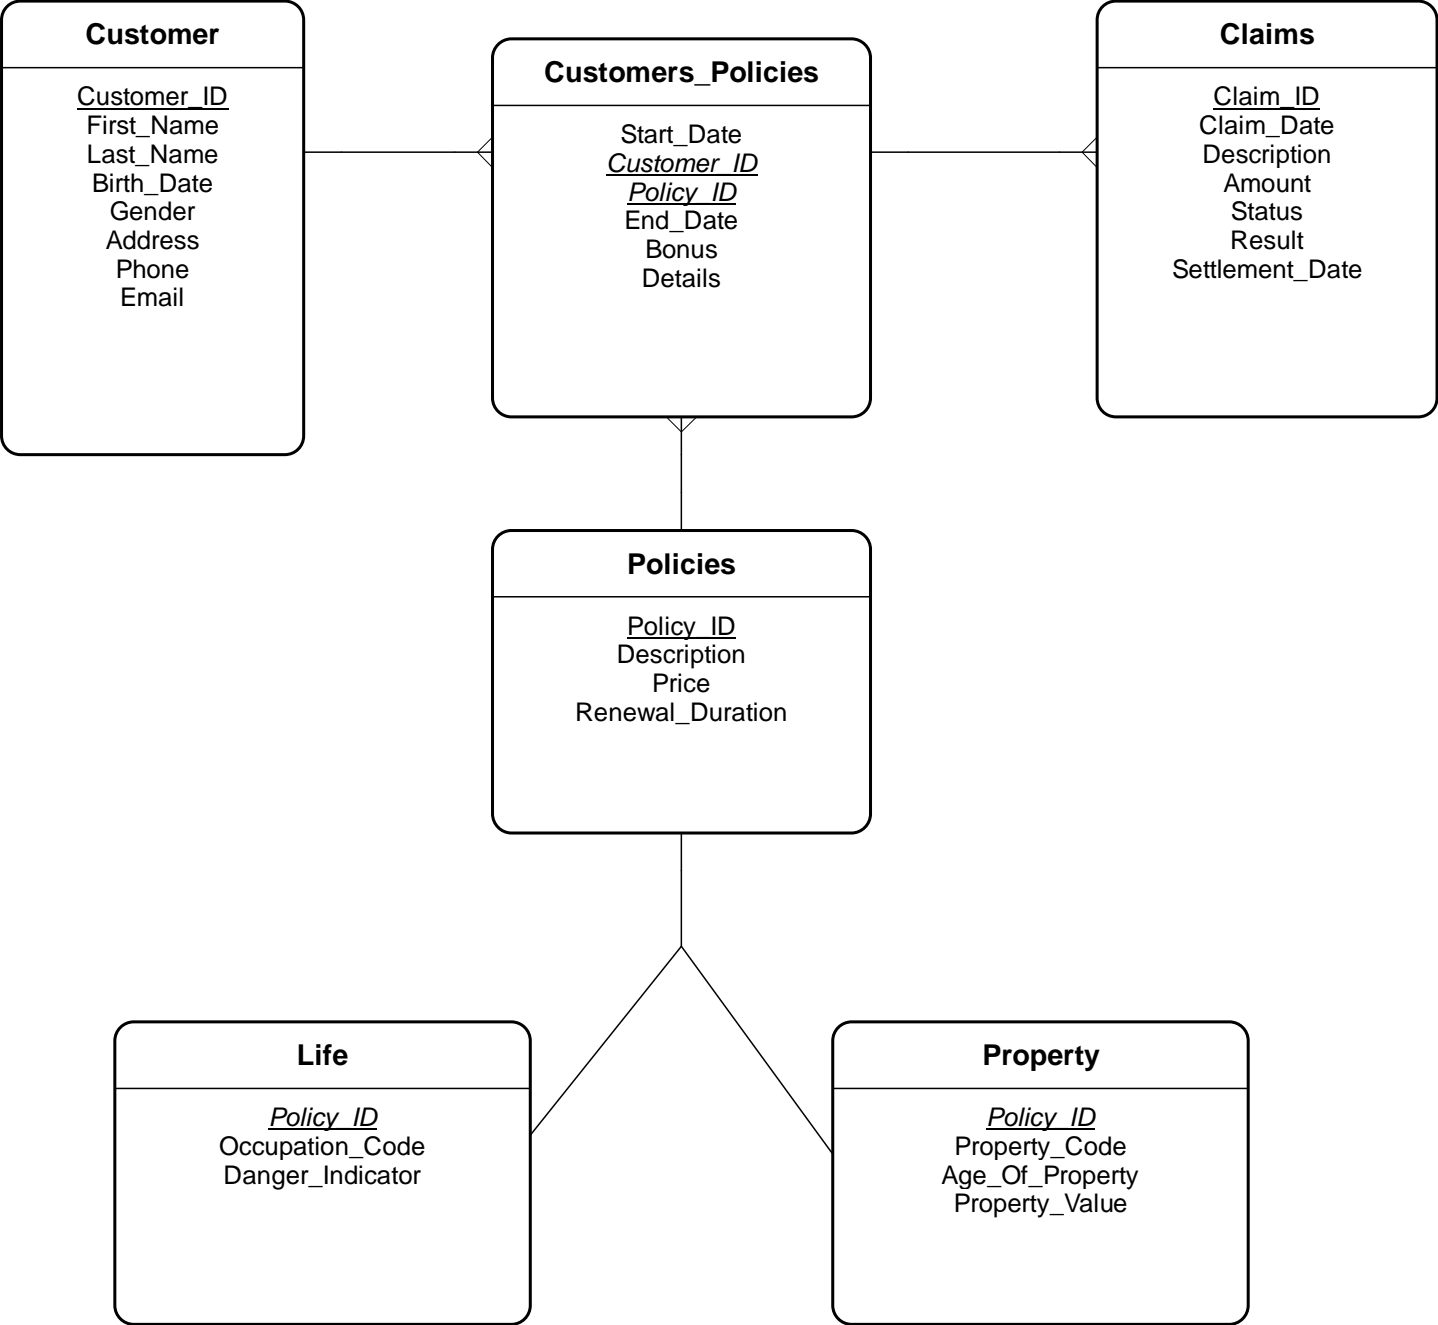 Customer
Customer_ID
First_Name
Last_Name
Birth_Date
Gender
Address
Phone
Email
Customers_Policies
Start_Date
Customer_ID
Policy_ID
End_Date
Bonus
Details
Claims
Claim_ID
Claim_Date
Description
Amount
Status
Result
Settlement_Date
Policies
Policy_ID
Description
Price
Renewal_Duration
Life
Policy_ID
Occupation_Code
Danger_Indicator
Property
Policy_ID
Property_Code
Age_Of_Property
Property_Value